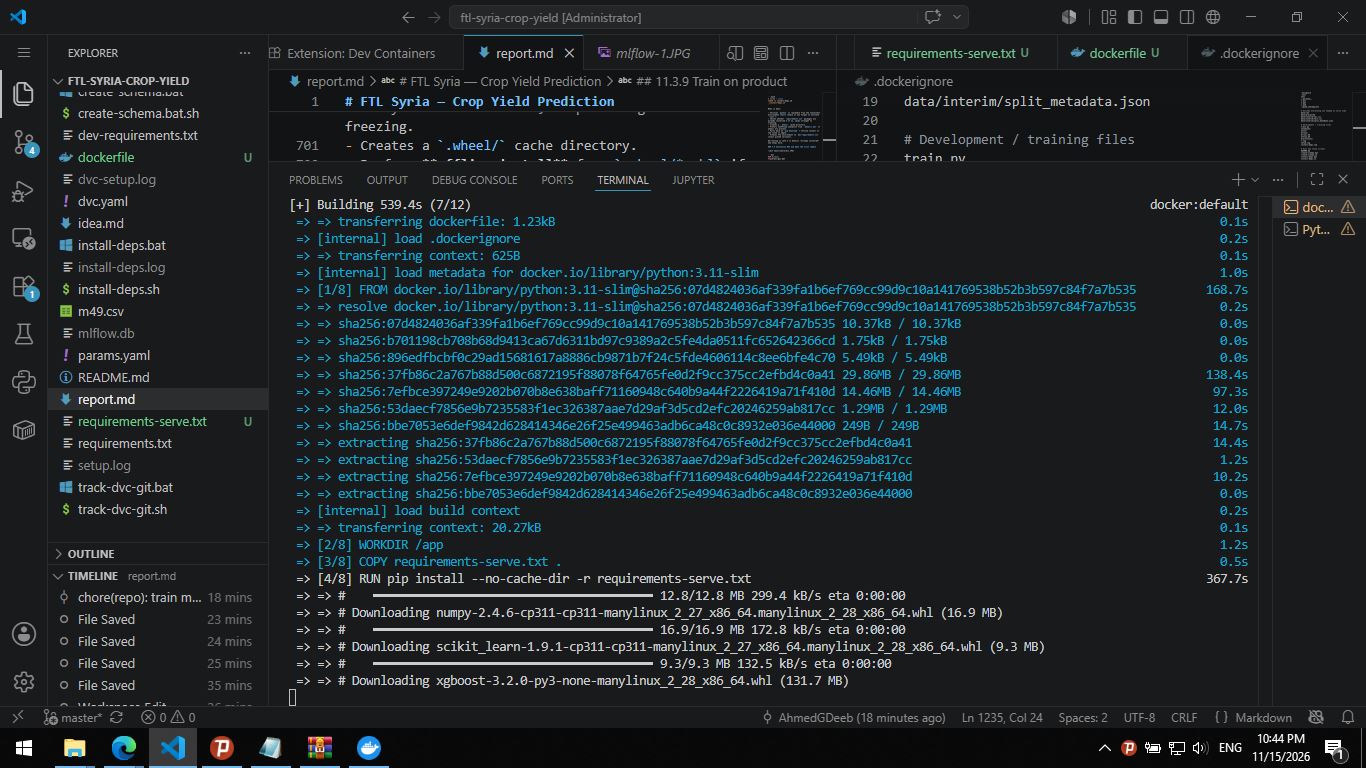 ftl-syria-crop-yield [Administrator]
EXPLORER
FTL-SYRIA-CROP-YIELD
create-schema.bat
create-schema.bat.sh
dev-requirements.txt
dockerfile U
dvc-setup.log
dvc.yaml
idea.md
install-deps.bat
install-deps.log
install-deps.sh
m49.csv
mlflow.db
params.yaml
README.md
report.md
requirements-serve.txt U
requirements.txt
setup.log
track-dvc-git.bat
track-dvc-git.sh
OUTLINE
TIMELINE report.md
chore(repo): train m... 18 mins
File Saved 23 mins
File Saved 24 mins
File Saved 25 mins
File Saved 35 mins
4
1
Extension: Dev Containers
report.md
mlflow-1.JPG
report.md > # FTL Syria — Crop Yield Prediction > ## 11.3.9 Train on product
1 # FTL Syria — Crop Yield Prediction
freezing.
701 - Creates a `.wheel/` cache directory.
requirements-serve.txt U
dockerfile U
.dockerignore
.dockerignore
19 data/interim/split_metadata.json
20
21 # Development / training files
22 train.py
PROBLEMS OUTPUT DEBUG CONSOLE PORTS TERMINAL JUPYTER
[+] Building 539.4s (7/12) docker:default
=> => transferring dockerfile: 1.23kB 0.1s
=> [internal] load .dockerignore 0.2s
=> => transferring context: 625B 0.1s
=> [internal] load metadata for docker.io/library/python:3.11-slim 1.0s
=> [1/8] FROM docker.io/library/python:3.11-slim@sha256:07d4824036af339fa1b6ef769cc99d9c10a141769538b52b3b597c84f7a7b535 168.7s
=> => resolve docker.io/library/python:3.11-slim@sha256:07d4824036af339fa1b6ef769cc99d9c10a141769538b52b3b597c84f7a7b535 0.2s
=> => sha256:07d4824036af339fa1b6ef769cc99d9c10a141769538b52b3b597c84f7a7b535 10.37kB / 10.37kB 0.0s
=> => sha256:b701198cb708b68d9413ca67d6311bd97c9389a2c5fe4da0511fc652642366cd 1.75kB / 1.75kB 0.0s
=> => sha256:896edfbcbf0c29ad15681617a8886cb9871b7f24c5fde4606114c8ee6bfe4c70 5.49kB / 5.49kB 0.0s
=> => sha256:37fb86c2a767b88d500c6872195f88078f64765fe0d2f9cc375cc2efbd4c0a41 29.86MB / 29.86MB 138.4s
=> => sha256:7efbce397249e9202b070b8e638baff71160948c640b9a44f2226419a71f410d 14.46MB / 14.46MB 97.3s
=> => sha256:53daecf7856e9b7235583f1ec326387aae7d29af3d5cd2efc20246259ab817cc 1.29MB / 1.29MB 12.0s
=> => sha256:bbe7053e6def9842d628414346e26f25e499463adb6ca48c0c8932e036e44000 249B / 249B 14.7s
=> => extracting sha256:37fb86c2a767b88d500c6872195f88078f64765fe0d2f9cc375cc2efbd4c0a41 14.4s
=> => extracting sha256:53daecf7856e9b7235583f1ec326387aae7d29af3d5cd2efc20246259ab817cc 1.2s
=> => extracting sha256:7efbce397249e9202b070b8e638baff71160948c640b9a44f2226419a71f410d 10.2s
=> => extracting sha256:bbe7053e6def9842d628414346e26f25e499463adb6ca48c0c8932e036e44000 0.0s
=> [internal] load build context 0.2s
=> => transferring context: 20.27kB 0.1s
=> [2/8] WORKDIR /app 1.2s
=> [3/8] COPY requirements-serve.txt . 0.5s
=> [4/8] RUN pip install --no-cache-dir -r requirements-serve.txt 367.7s
=> => # 12.8/12.8 MB 299.4 kB/s eta 0:00:00
=> => # Downloading numpy-2.4.6-cp311-cp311-manylinux_2_27_x86_64.manylinux_2_28_x86_64.whl (16.9 MB)
=> => # 16.9/16.9 MB 172.8 kB/s eta 0:00:00
=> => # Downloading scikit_learn-1.9.1-cp311-cp311-manylinux_2_27_x86_64.manylinux_2_28_x86_64.whl (9.3 MB)
=> => # 9.3/9.3 MB 132.5 kB/s eta 0:00:00
=> => # Downloading xgboost-3.2.0-py3-none-manylinux_2_28_x86_64.whl (131.7 MB)
doc...
Pyt...
master* 0 0 AhmedGDeeb (18 minutes ago) Ln 1235, Col 24 Spaces: 2 UTF-8 CRLF { } Markdown
ENG
10:44 PM
11/15/2026
1